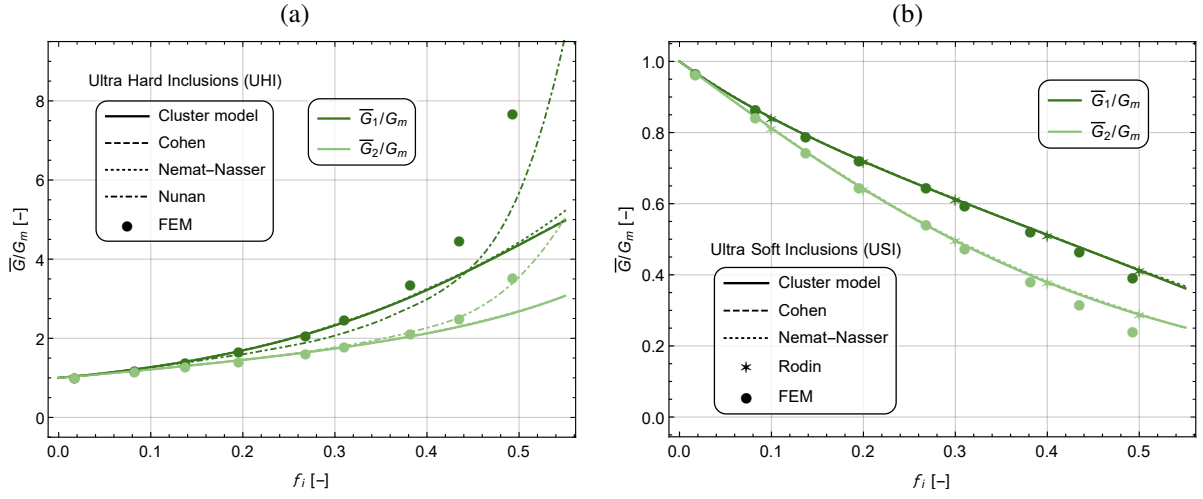 (a)
Ultra Hard Inclusions (UHI)
Cluster model
Cohen
Nemat–Nasser
Nunan
FEM
G̅₁/Gₘ
G̅₂/Gₘ
G̅/Gₘ [–]
8
6
4
2
0
0.0 0.1 0.2 0.3 0.4 0.5
fᵢ [–]
(b)
G̅₁/Gₘ
G̅₂/Gₘ
Ultra Soft Inclusions (USI)
Cluster model
Cohen
Nemat–Nasser
Rodin
FEM
G̅/Gₘ [–]
1.0
0.8
0.6
0.4
0.2
0.0
0.0 0.1 0.2 0.3 0.4 0.5
fᵢ [–]